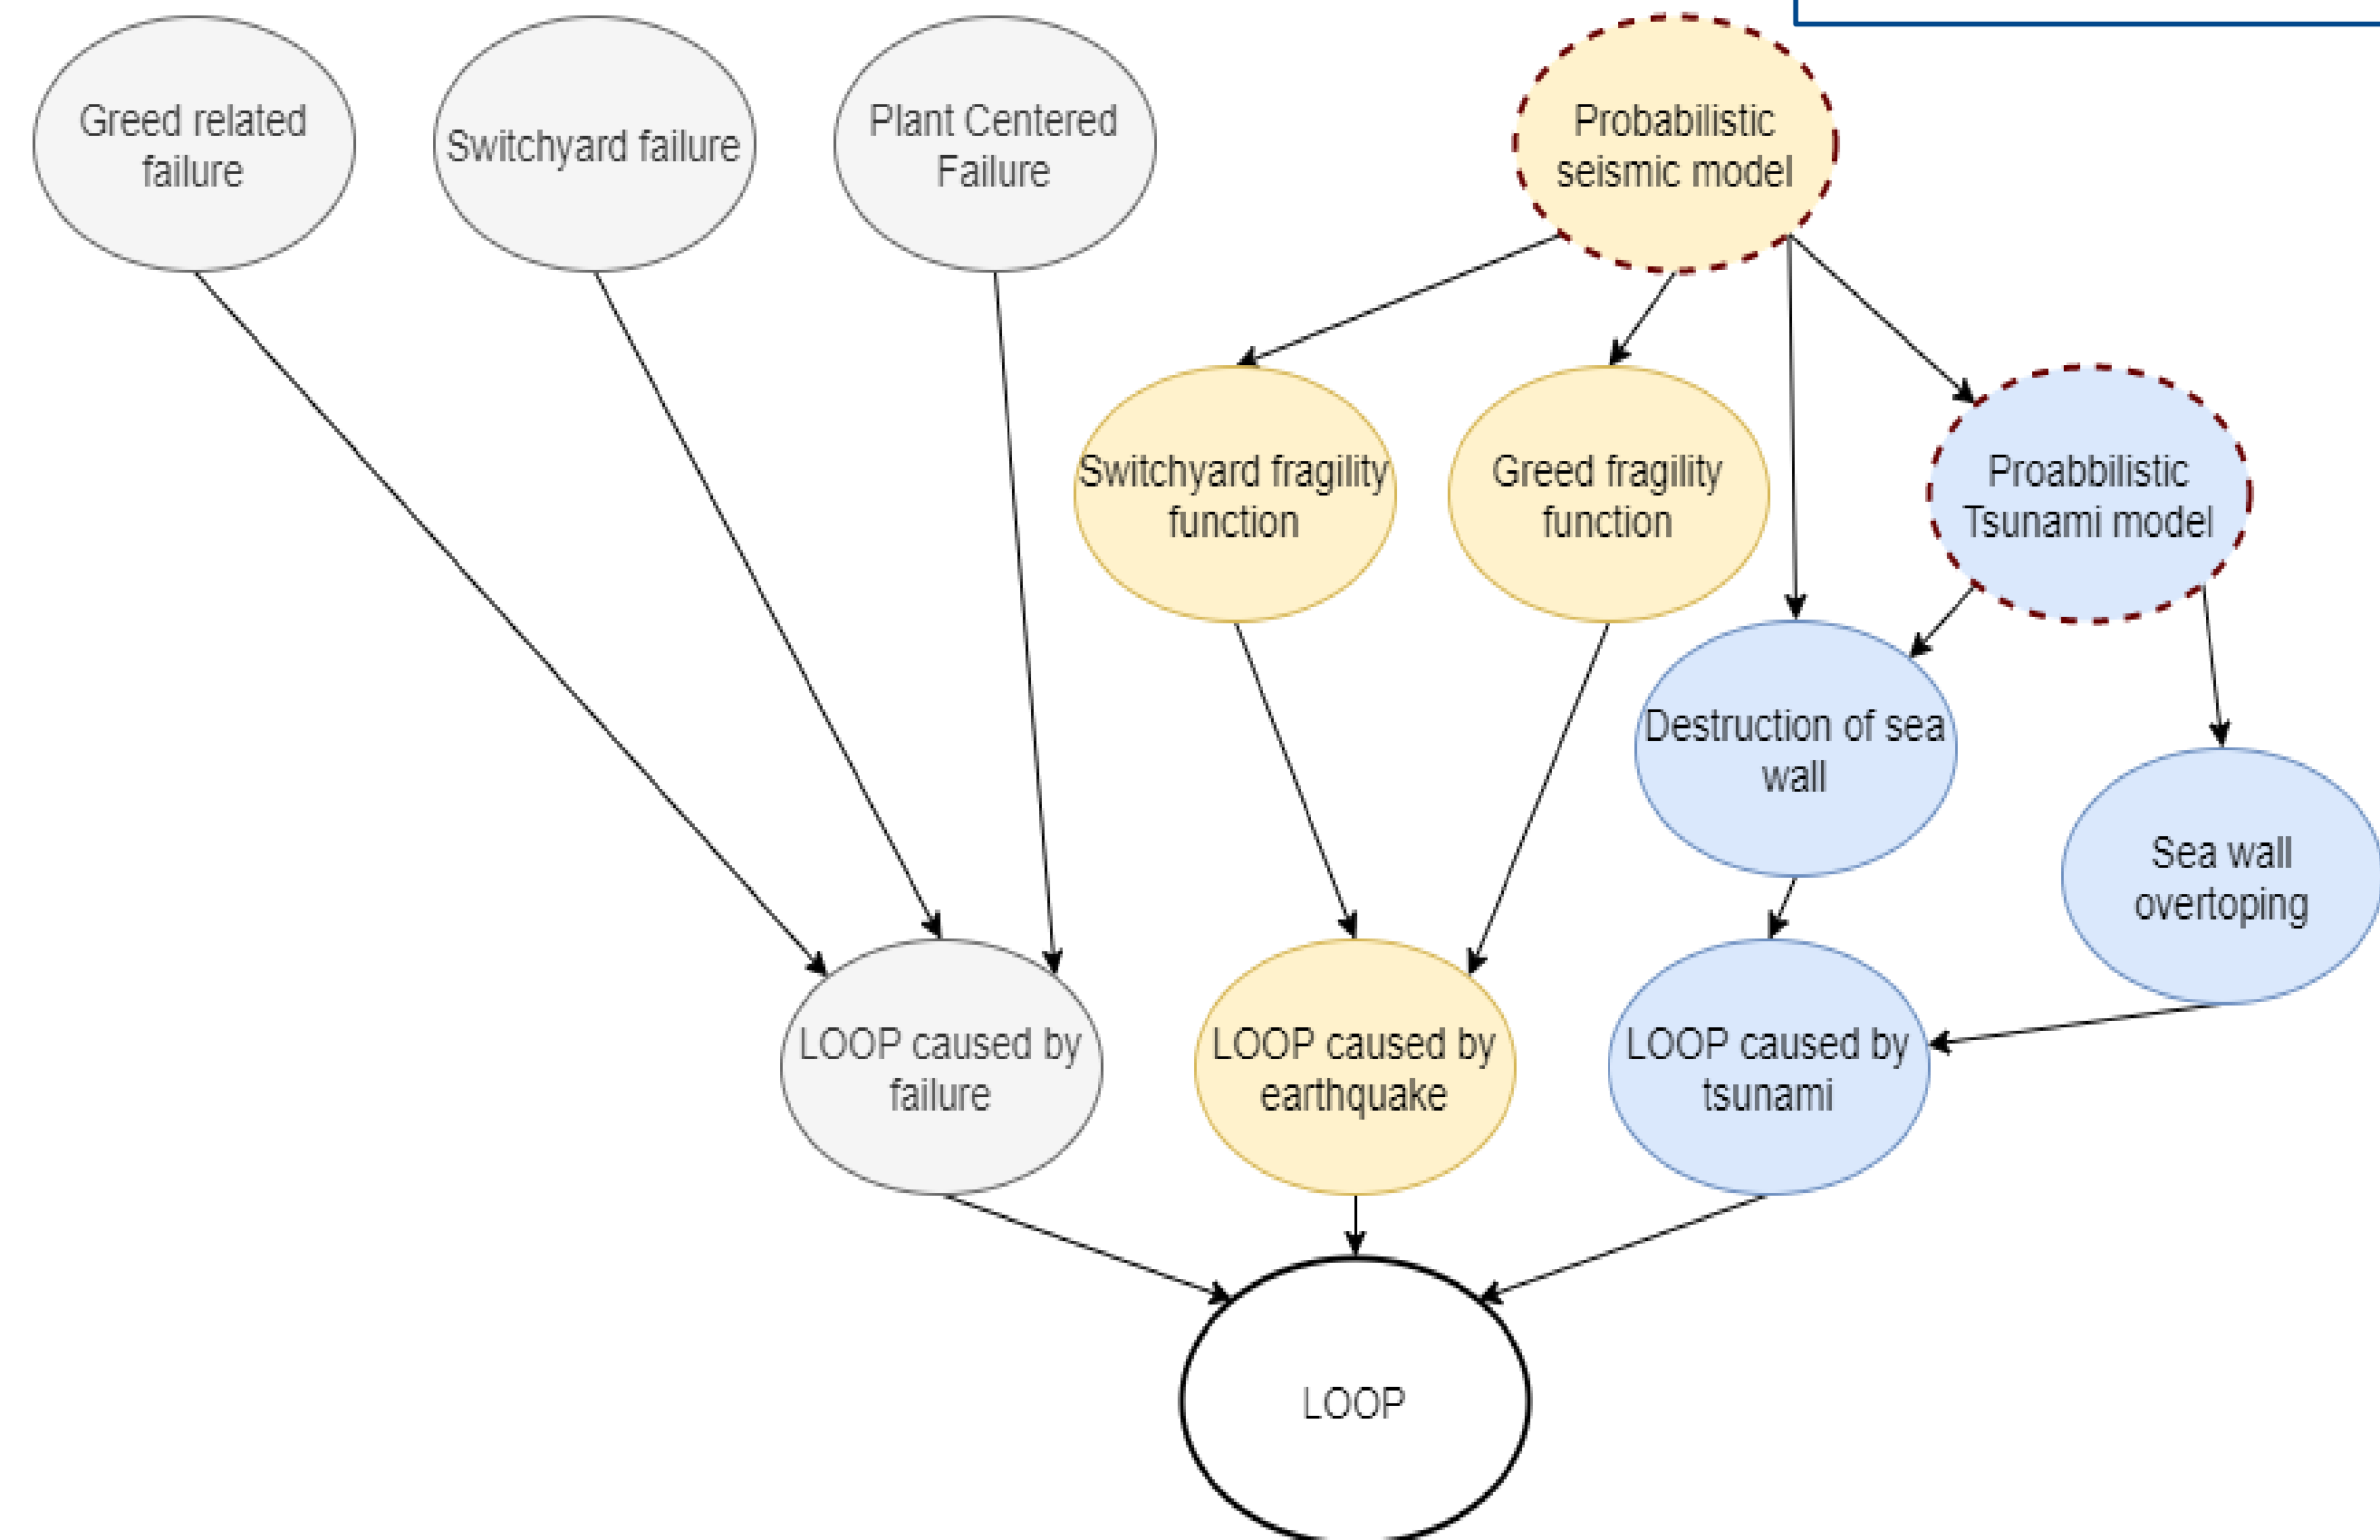 Greed related
failure
Switchyard failure
Plant Centered
Failure
Probabilistic
seismic model
Switchyard fragility
function
Greed fragility
function
Proabbilistic
Tsunami model
Destruction of sea
wall
Sea wall
overtoping
LOOP caused by
failure
LOOP caused by
earthquake
LOOP caused by
tsunami
LOOP